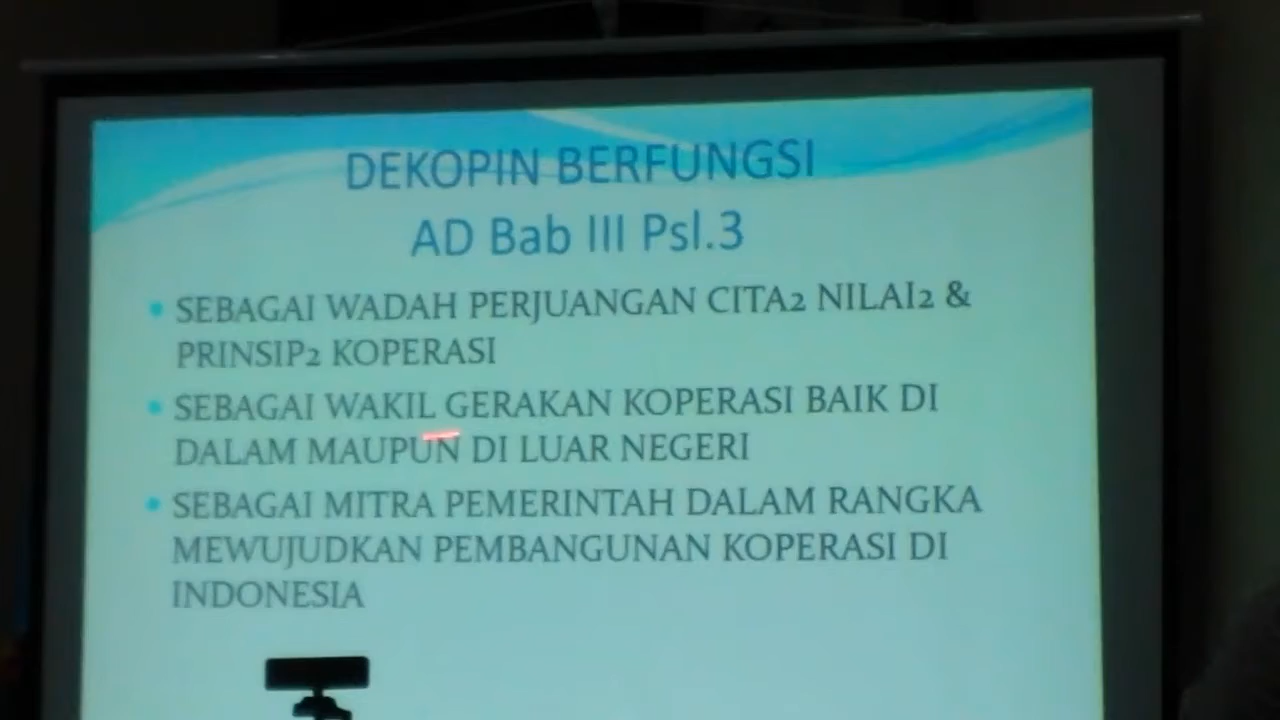 DEKOPIN BERFUNGSI
AD Bab III Psl.3
• SEBAGAI WADAH PERJUANGAN CITA2 NILAI2 &
PRINSIP2 KOPERASI
• SEBAGAI WAKIL GERAKAN KOPERASI BAIK DI
DALAM MAUPUN DI LUAR NEGERI
• SEBAGAI MITRA PEMERINTAH DALAM RANGKA
MEWUJUDKAN PEMBANGUNAN KOPERASI DI
INDONESIA